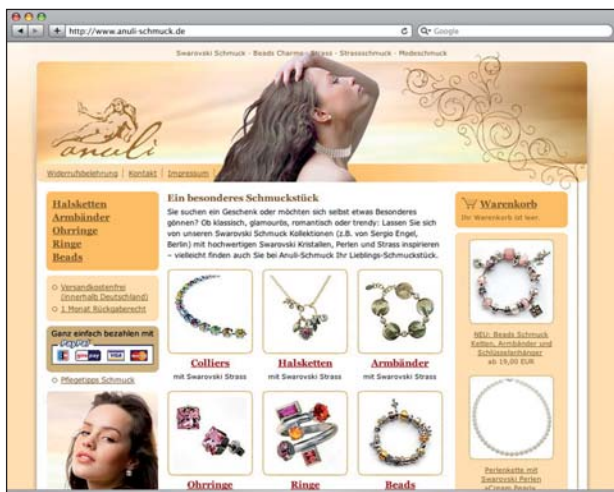 http://www.anuli-schmuck.de
Google
Swarovski Schmuck - Beads Charms - Strass - Strassschmuck - Modeschmuck
anuli
Widerrufsbelehrung | Kontakt | Impressum
Halsketten
Armbänder
Ohrringe
Ringe
Beads
Versandkostenfrei
(innerhalb Deutschland)
1 Monat Rückgaberecht
Ganz einfach bezahlen mit
PayPal
VISA
Pflegetipps Schmuck
Ein besonderes Schmuckstück
Sie suchen ein Geschenk oder möchten sich selbst etwas Besonderes
gönnen? Ob klassisch, glamourös, romantisch oder trendy: Lassen Sie sich
von unseren Swarovski Schmuck Kollektionen (z.B. von Sergio Engel,
Berlin) mit hochwertigen Swarovski Kristallen, Perlen und Strass inspirieren
– vielleicht finden auch Sie bei Anuli-Schmuck Ihr Lieblings-Schmuckstück.
Colliers
mit Swarovski Strass
Halsketten
mit Swarovski Strass
Armbänder
mit Swarovski Strass
Ohrringe
Ringe
Beads
Warenkorb
Ihr Warenkorb ist leer.
NEU: Beads Schmuck
Ketten, Armbänder und
Schlüsselanhänger
ab 19,00 EUR
Perlenkette mit
Swarovski Perlen